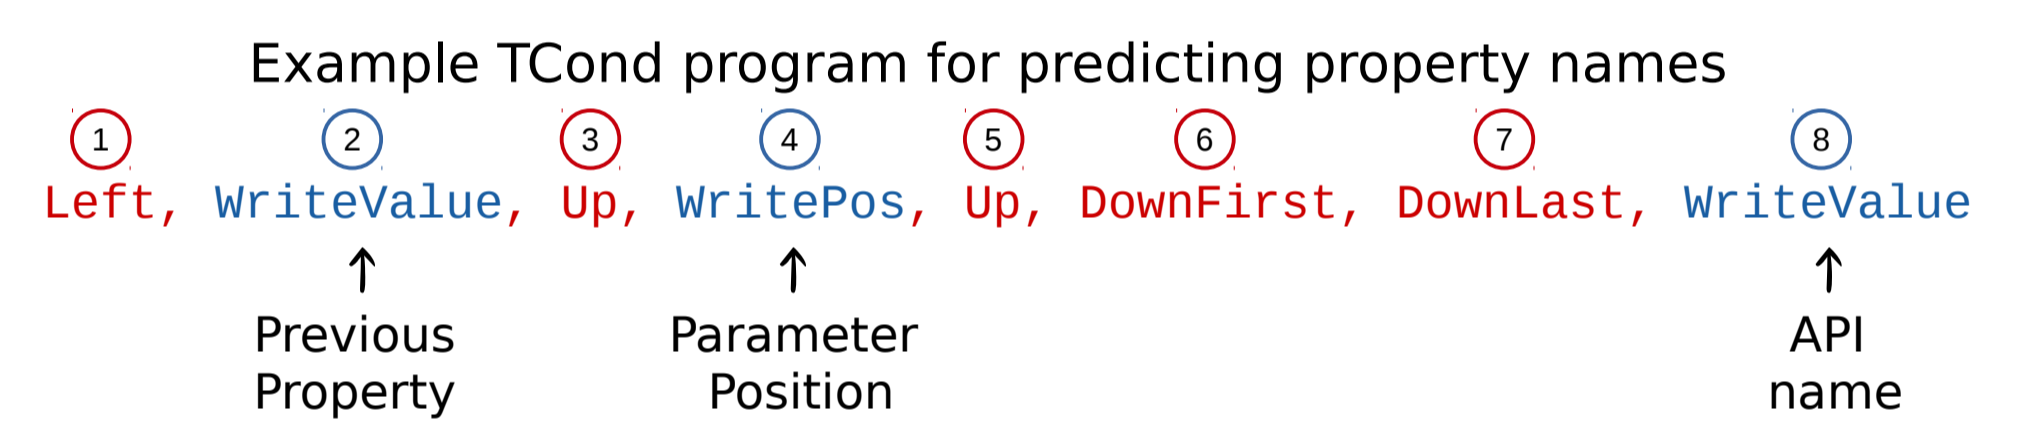 Example TCond program for predicting property names
1 2 3 4 5 6 7 8
Left, WriteValue, Up, WritePos, Up, DownFirst, DownLast, WriteValue
Previous Property
Parameter Position
API name